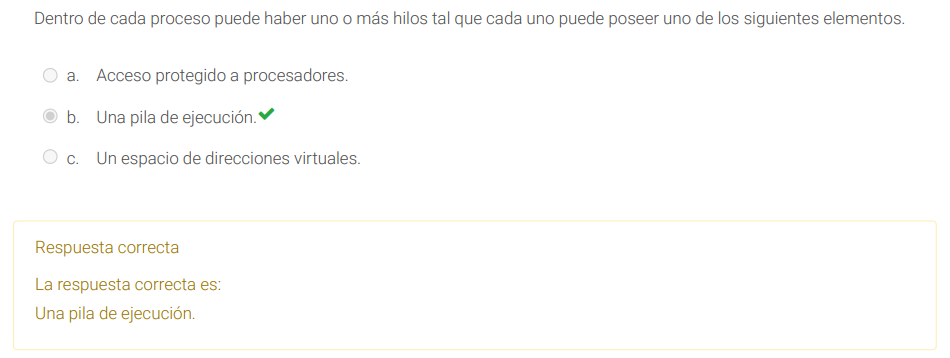 Dentro de cada proceso puede haber uno o más hilos tal que cada uno puede poseer uno de los siguientes elementos.
a. Acceso protegido a procesadores.
b. Una pila de ejecución.
c. Un espacio de direcciones virtuales.
Respuesta correcta
La respuesta correcta es:
Una pila de ejecución.